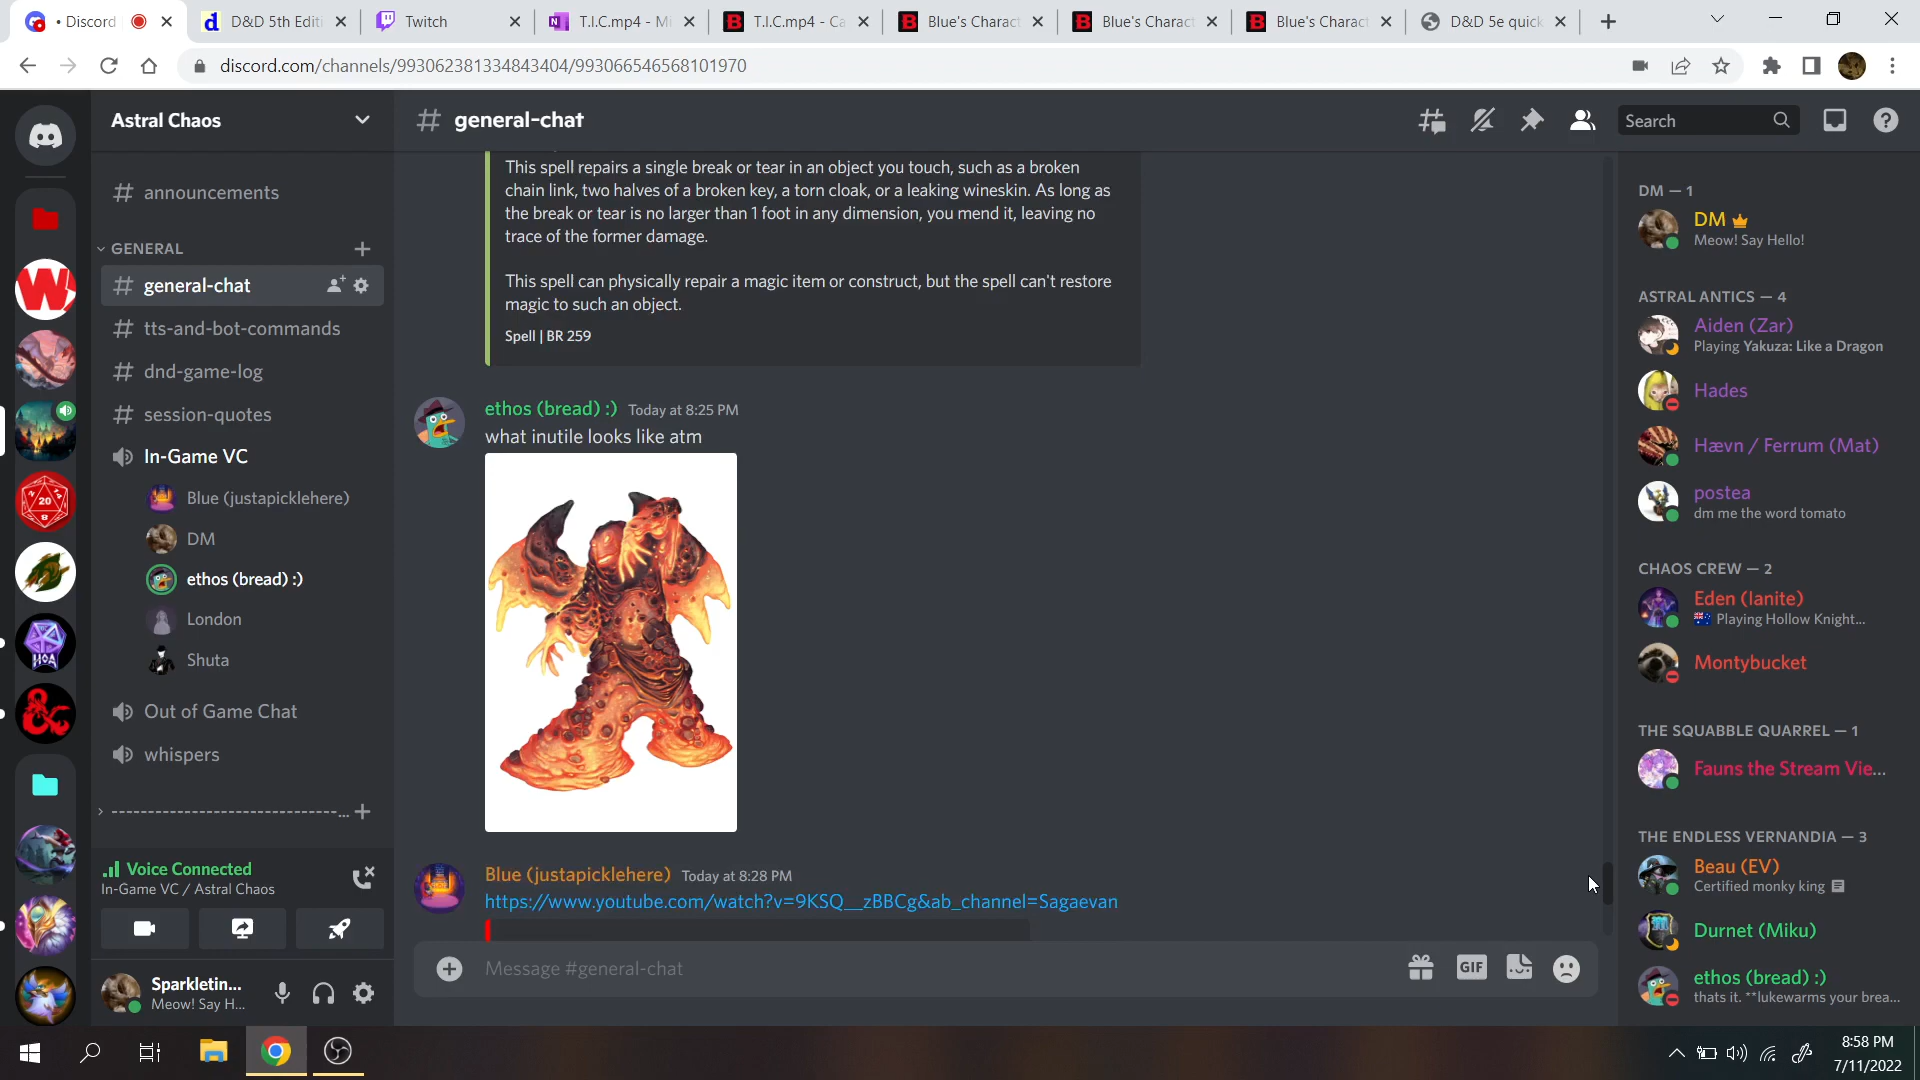 • Discord
D&D 5th Editi
Twitch
T.I.C.mp4 - Mi
T.I.C.mp4 - Ca
Blue's Charact
Blue's Charact
Blue's Charact
D&D 5e quick
discord.com/channels/993062381334843404/993066546568101970
Astral Chaos
announcements
GENERAL
general-chat
tts-and-bot-commands
dnd-game-log
session-quotes
In-Game VC
Blue (justapicklehere)
DM
ethos (bread) :)
London
Shuta
Out of Game Chat
whispers
---------------------------------...
Voice Connected
In-Game VC / Astral Chaos
Sparkletin...
Meow! Say H...
general-chat
Search
This spell repairs a single break or tear in an object you touch, such as a broken
chain link, two halves of a broken key, a torn cloak, or a leaking wineskin. As long as
the break or tear is no larger than 1 foot in any dimension, you mend it, leaving no
trace of the former damage.
This spell can physically repair a magic item or construct, but the spell can't restore
magic to such an object.
Spell | BR 259
ethos (bread) :) Today at 8:25 PM
what inutile looks like atm
Blue (justapicklehere) Today at 8:28 PM
https://www.youtube.com/watch?v=9KSQ__zBBCg&ab_channel=Sagaevan
Message #general-chat
GIF
DM — 1
DM
Meow! Say Hello!
ASTRAL ANTICS — 4
Aiden (Zar)
Playing Yakuza: Like a Dragon
Hades
Hævn / Ferrum (Mat)
postea
dm me the word tomato
CHAOS CREW — 2
Eden (Ianite)
Playing Hollow Knight...
Montybucket
THE SQUABBLE QUARREL — 1
Fauns the Stream Vie...
THE ENDLESS VERNANDIA — 3
Beau (EV)
Certified monky king
Durnet (Miku)
ethos (bread) :)
thats it. **lukewarms your brea...
8:58 PM
7/11/2022